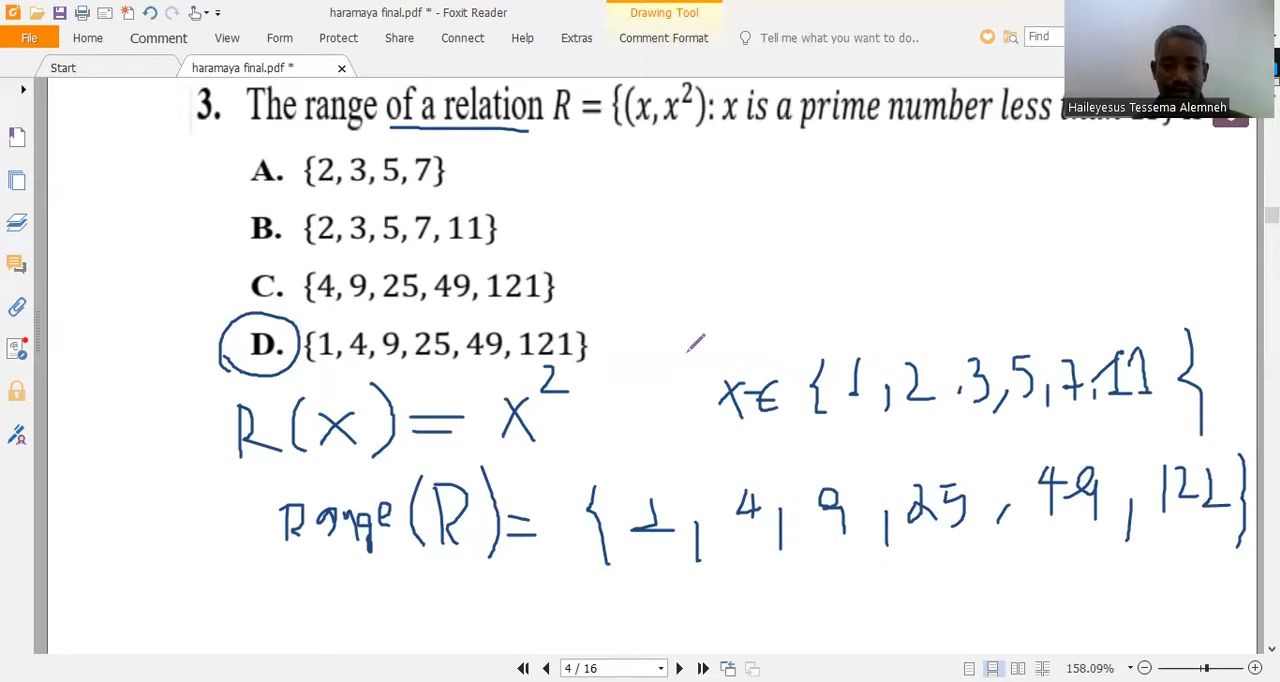 haramaya final.pdf * - Foxit Reader
Drawing Tool
File Home Comment View Form Protect Share Connect Help Extras Comment Format Tell me what you want to do.. Find
Start haramaya final.pdf *
Haileyesus Tessema Alemneh
3. The range of a relation R = {(x, x²): x is a prime number less
A. {2, 3, 5, 7}
B. {2, 3, 5, 7, 11}
C. {4, 9, 25, 49, 121}
D. {1, 4, 9, 25, 49, 121}
R(x) = x²
x∈ {1, 2, 3, 5, 7, 11}
Range(R) = {1, 4, 9, 25, 49, 121}
4 / 16
158.09%